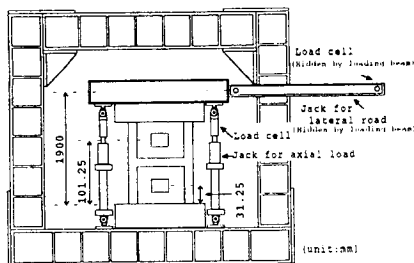 Load cell
(Hidden by loading beam)
Jack for
lateral road
(Hidden by loading beam)
Load cell
Jack for axial load
1900
101.25
31.25
(unit:mm)